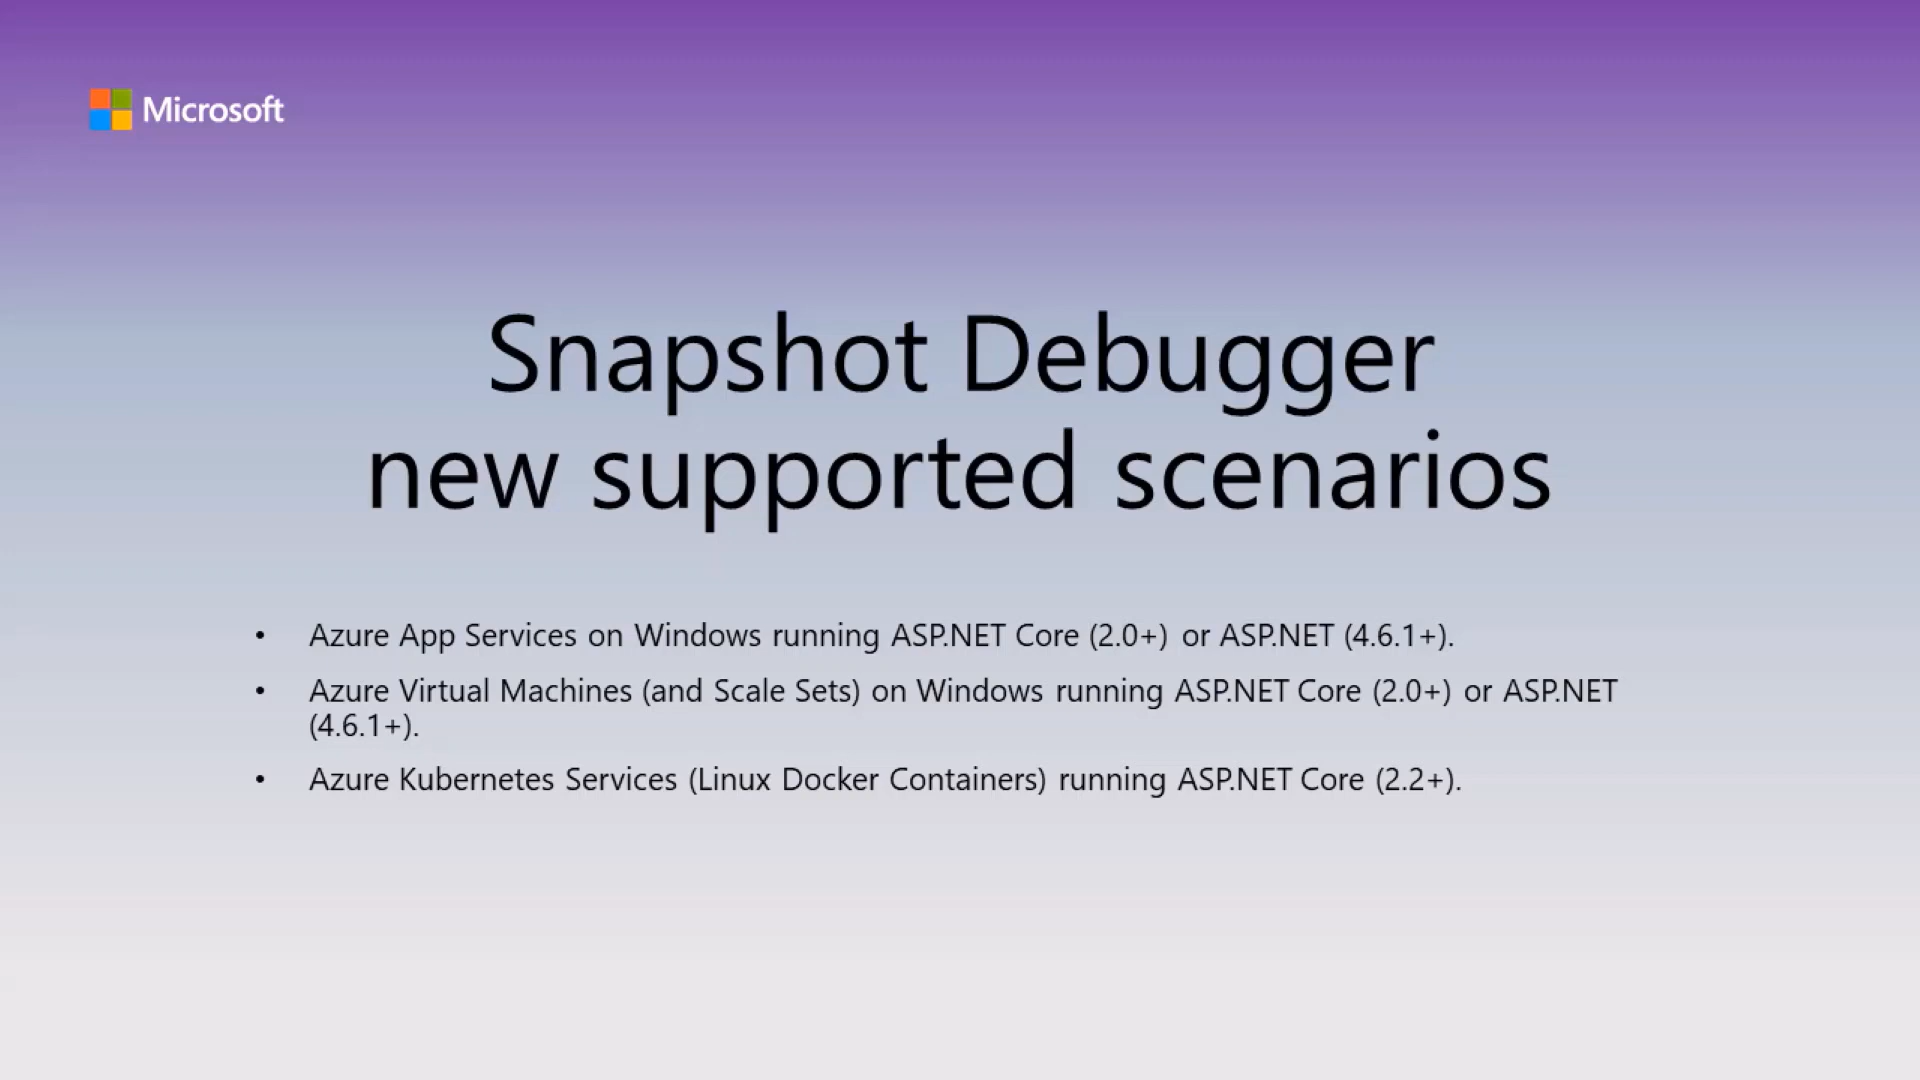 Microsoft
Snapshot Debugger
new supported scenarios
• Azure App Services on Windows running ASP.NET Core (2.0+) or ASP.NET (4.6.1+).
• Azure Virtual Machines (and Scale Sets) on Windows running ASP.NET Core (2.0+) or ASP.NET
(4.6.1+).
• Azure Kubernetes Services (Linux Docker Containers) running ASP.NET Core (2.2+).